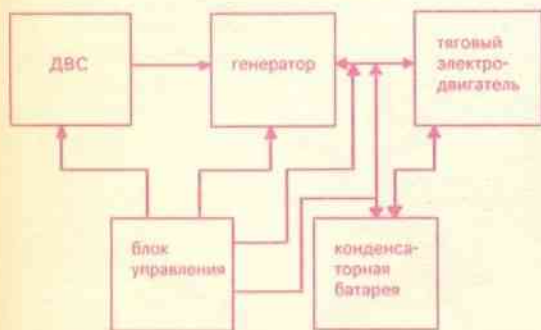 ДВС
генератор
тяговый
электро-
двигатель
блок
управления
конденса-
торная
батарея